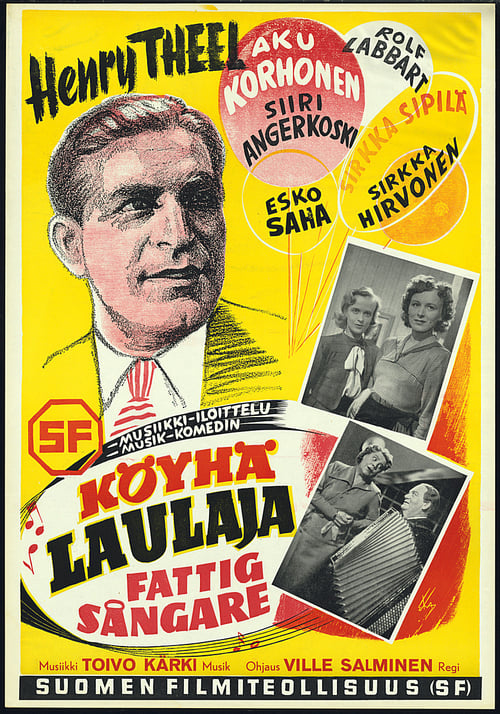 Henry THEEL
AKU
KORHONEN
SIIRI
ANGERKOSKI
ROLF
LABBART
SIRKKA SIPILÄ
SIRKKA
HIRVONEN
ESKO
SAHA
SF
MUSIIKKI-ILOITTELU
MUSIK-KOMEDIN
KÖYHÄ
LAULAJA
FATTIG
SÅNGARE
Musiikki TOIVO KÄRKI Musik Ohjaus VILLE SALMINEN Regi
SUOMEN FILMITEOLLISUUS (SF)